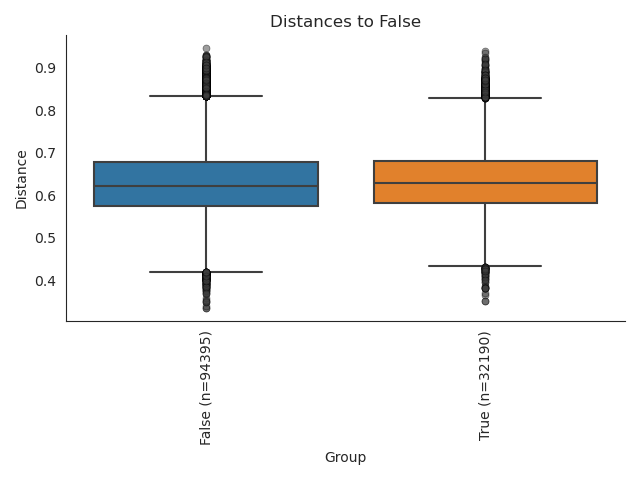 Distances to False
0.9
0.8
0.7
0.6
0.5
0.4
Distance
False (n=94395)
True (n=32190)
Group